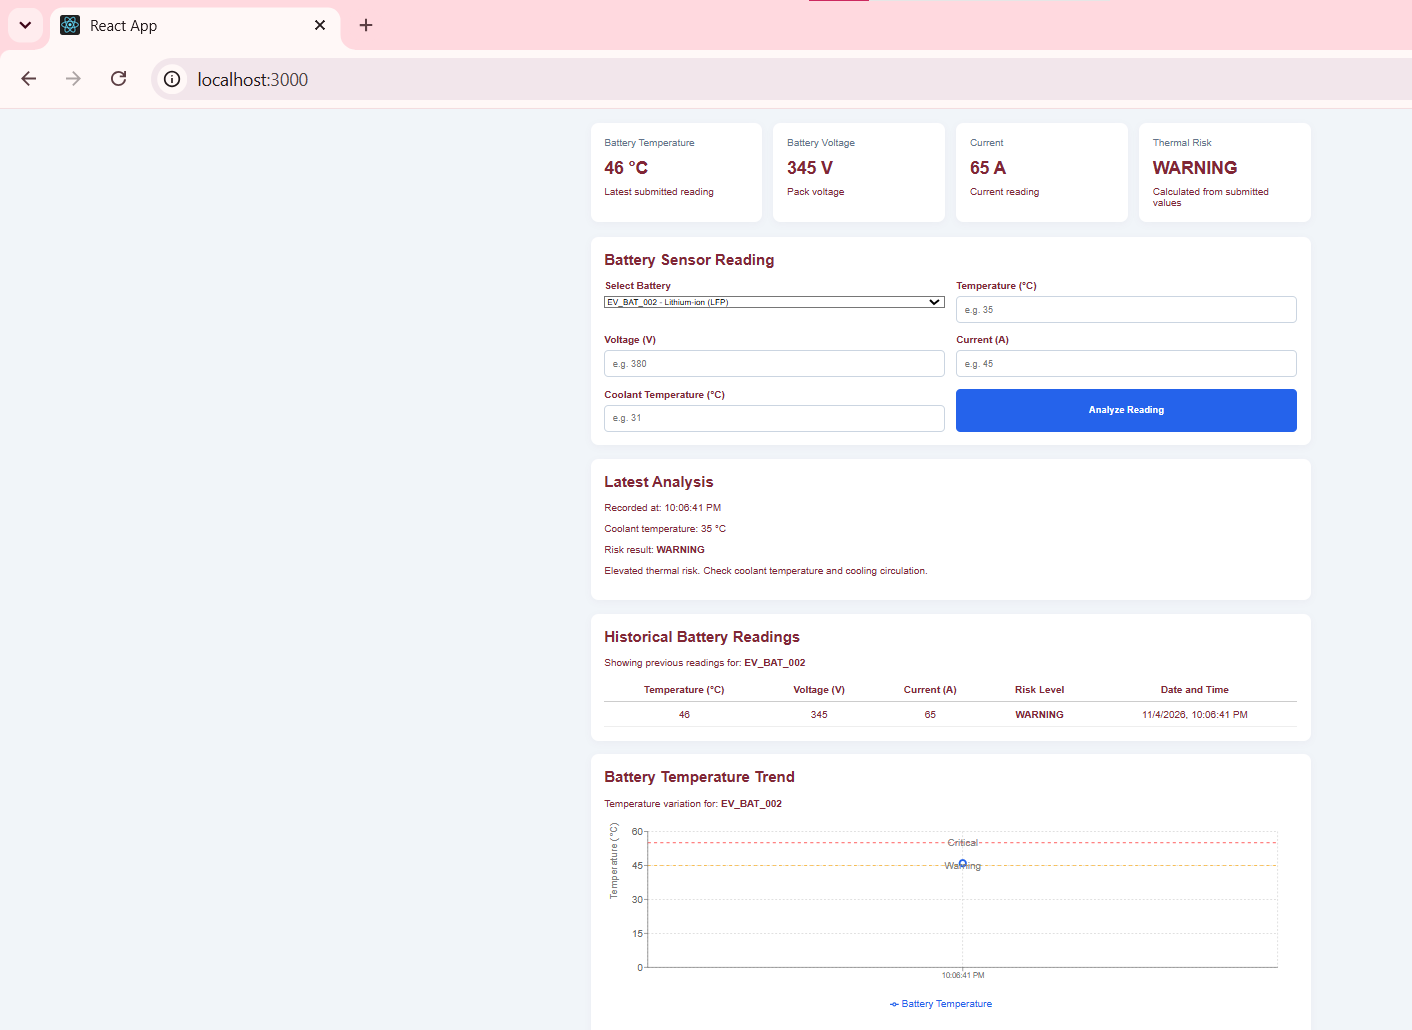 React App
localhost:3000
Battery Temperature
46 °C
Latest submitted reading
Battery Voltage
345 V
Pack voltage
Current
65 A
Current reading
Thermal Risk
WARNING
Calculated from submitted
values
Battery Sensor Reading
Select Battery
EV_BAT_002 - Lithium-ion (LFP)
Temperature (°C)
e.g. 35
Voltage (V)
e.g. 380
Current (A)
e.g. 45
Coolant Temperature (°C)
e.g. 31
Analyze Reading
Latest Analysis
Recorded at: 10:06:41 PM
Coolant temperature: 35 °C
Risk result: WARNING
Elevated thermal risk. Check coolant temperature and cooling circulation.
Historical Battery Readings
Showing previous readings for: EV_BAT_002
Temperature (°C) Voltage (V) Current (A) Risk Level Date and Time
46 345 65 WARNING 11/4/2026, 10:06:41 PM
Battery Temperature Trend
Temperature variation for: EV_BAT_002
Temperature (°C)
60
Critical
45
Warning
30
15
0
10:06:41 PM
Battery Temperature